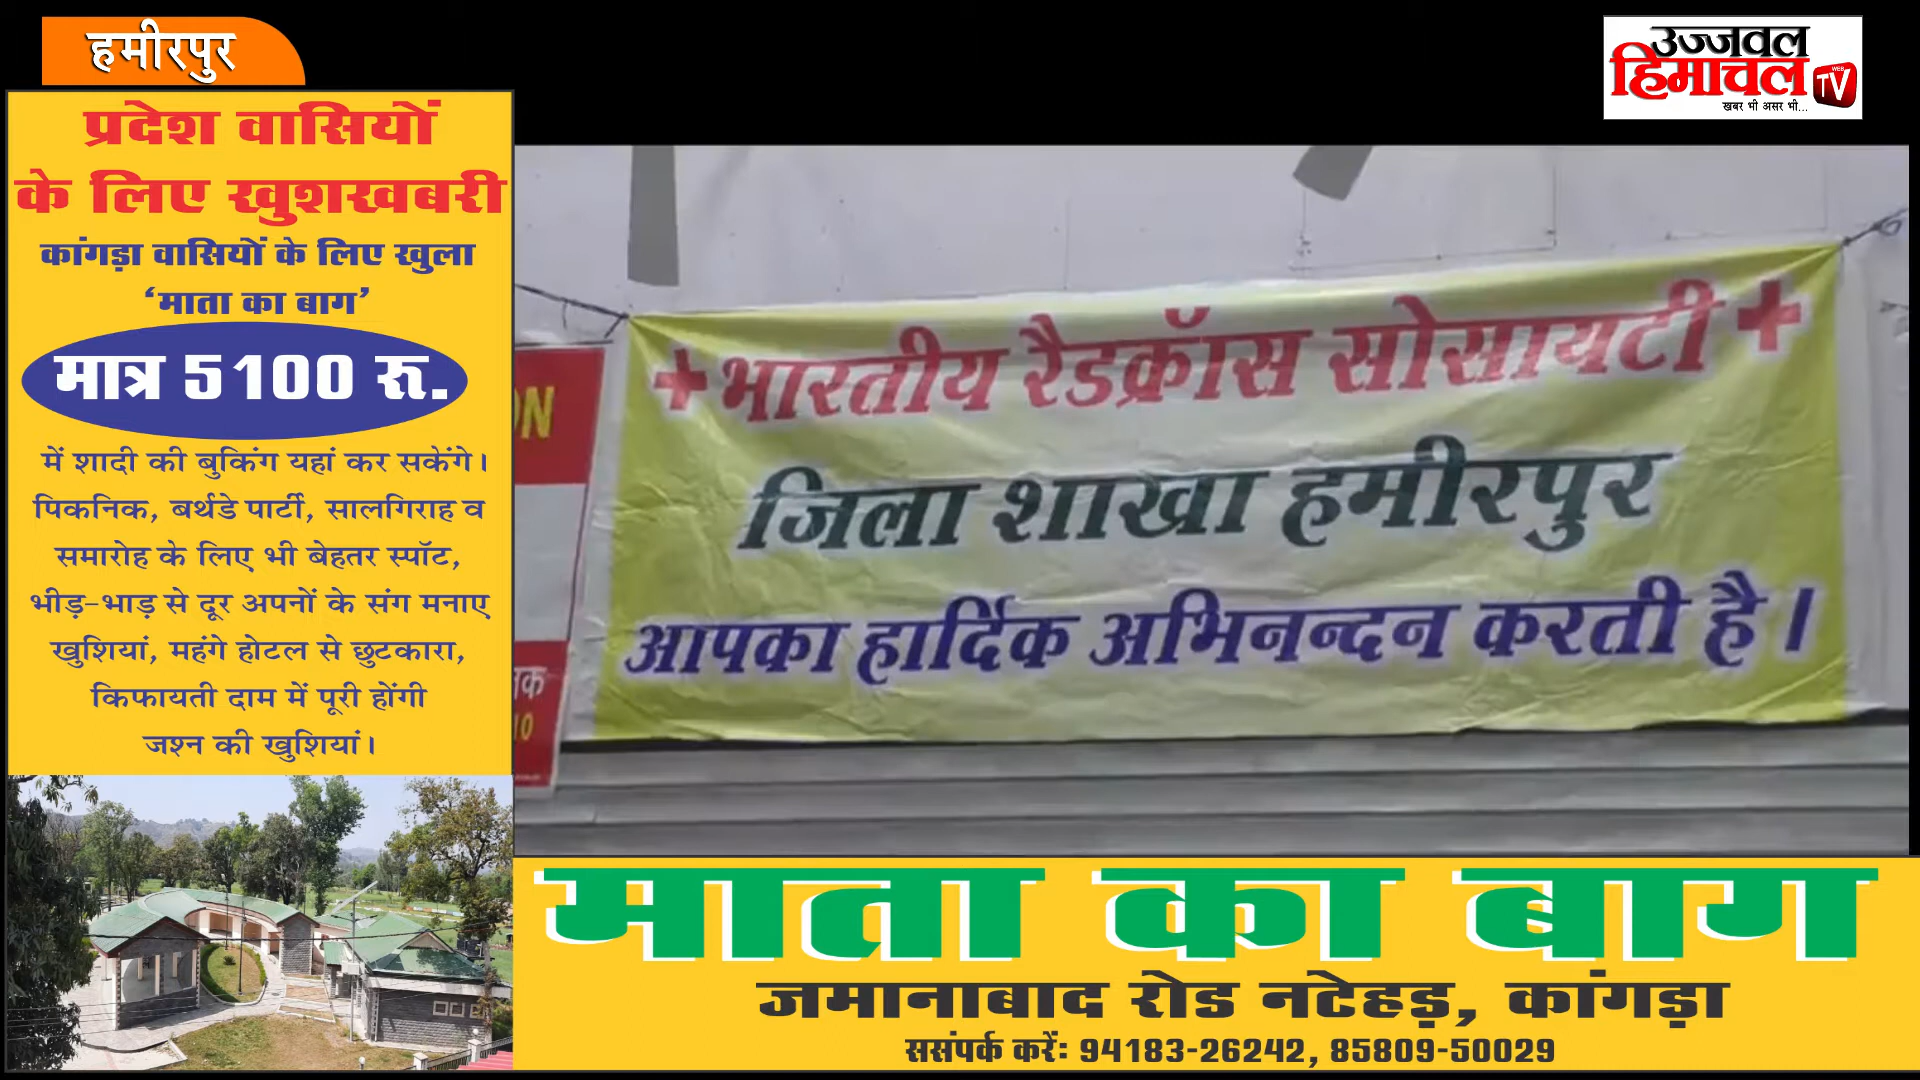 हमीरपुर
उज्जवल
हिमाचल
WEB
TV
खबर भी असर भी...
प्रदेश वासियों
के लिए खुशखबरी
कांगड़ा वासियों के लिए खुला
‘माता का बाग’
मात्र 5100 रू.
में शादी की बुकिंग यहां कर सकेंगे।
पिकनिक, बर्थडे पार्टी, सालगिराह व
समारोह के लिए भी बेहतर स्पॉट,
भीड़-भाड़ से दूर अपनों के संग मनाए
खुशियां, महंगे होटल से छुटकारा,
किफायती दाम में पूरी होंगी
जश्न की खुशियां।
+ भारतीय रैडक्रॉस सोसायटी +
जिला शाखा हमीरपुर
आपका हार्दिक अभिनन्दन करती है।
माता का बाग
जमानाबाद रोड नटेहड़, कांगड़ा
ससंपर्क करें: 94183-26242, 85809-50029